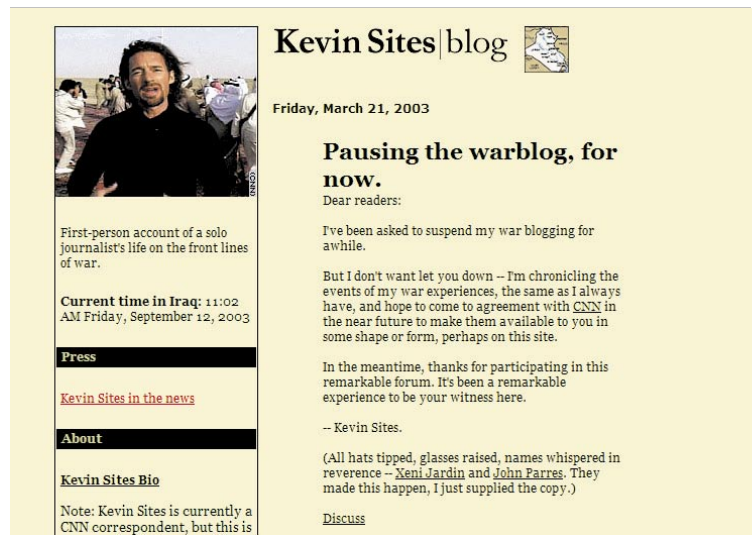 Kevin Sites|blog
(CNN)
First-person account of a solo
journalist's life on the front lines
of war.
Current time in Iraq: 11:02
AM Friday, September 12, 2003
Press
Kevin Sites in the news
About
Kevin Sites Bio
Note: Kevin Sites is currently a
CNN correspondent, but this is
Friday, March 21, 2003
Pausing the warblog, for
now.
Dear readers:
I've been asked to suspend my war blogging for
awhile.
But I don't want let you down -- I'm chronicling the
events of my war experiences, the same as I always
have, and hope to come to agreement with CNN in
the near future to make them available to you in
some shape or form, perhaps on this site.
In the meantime, thanks for participating in this
remarkable forum. It's been a remarkable
experience to be your witness here.
-- Kevin Sites.
(All hats tipped, glasses raised, names whispered in
reverence -- Xeni Jardin and John Parres. They
made this happen, I just supplied the copy.)
Discuss